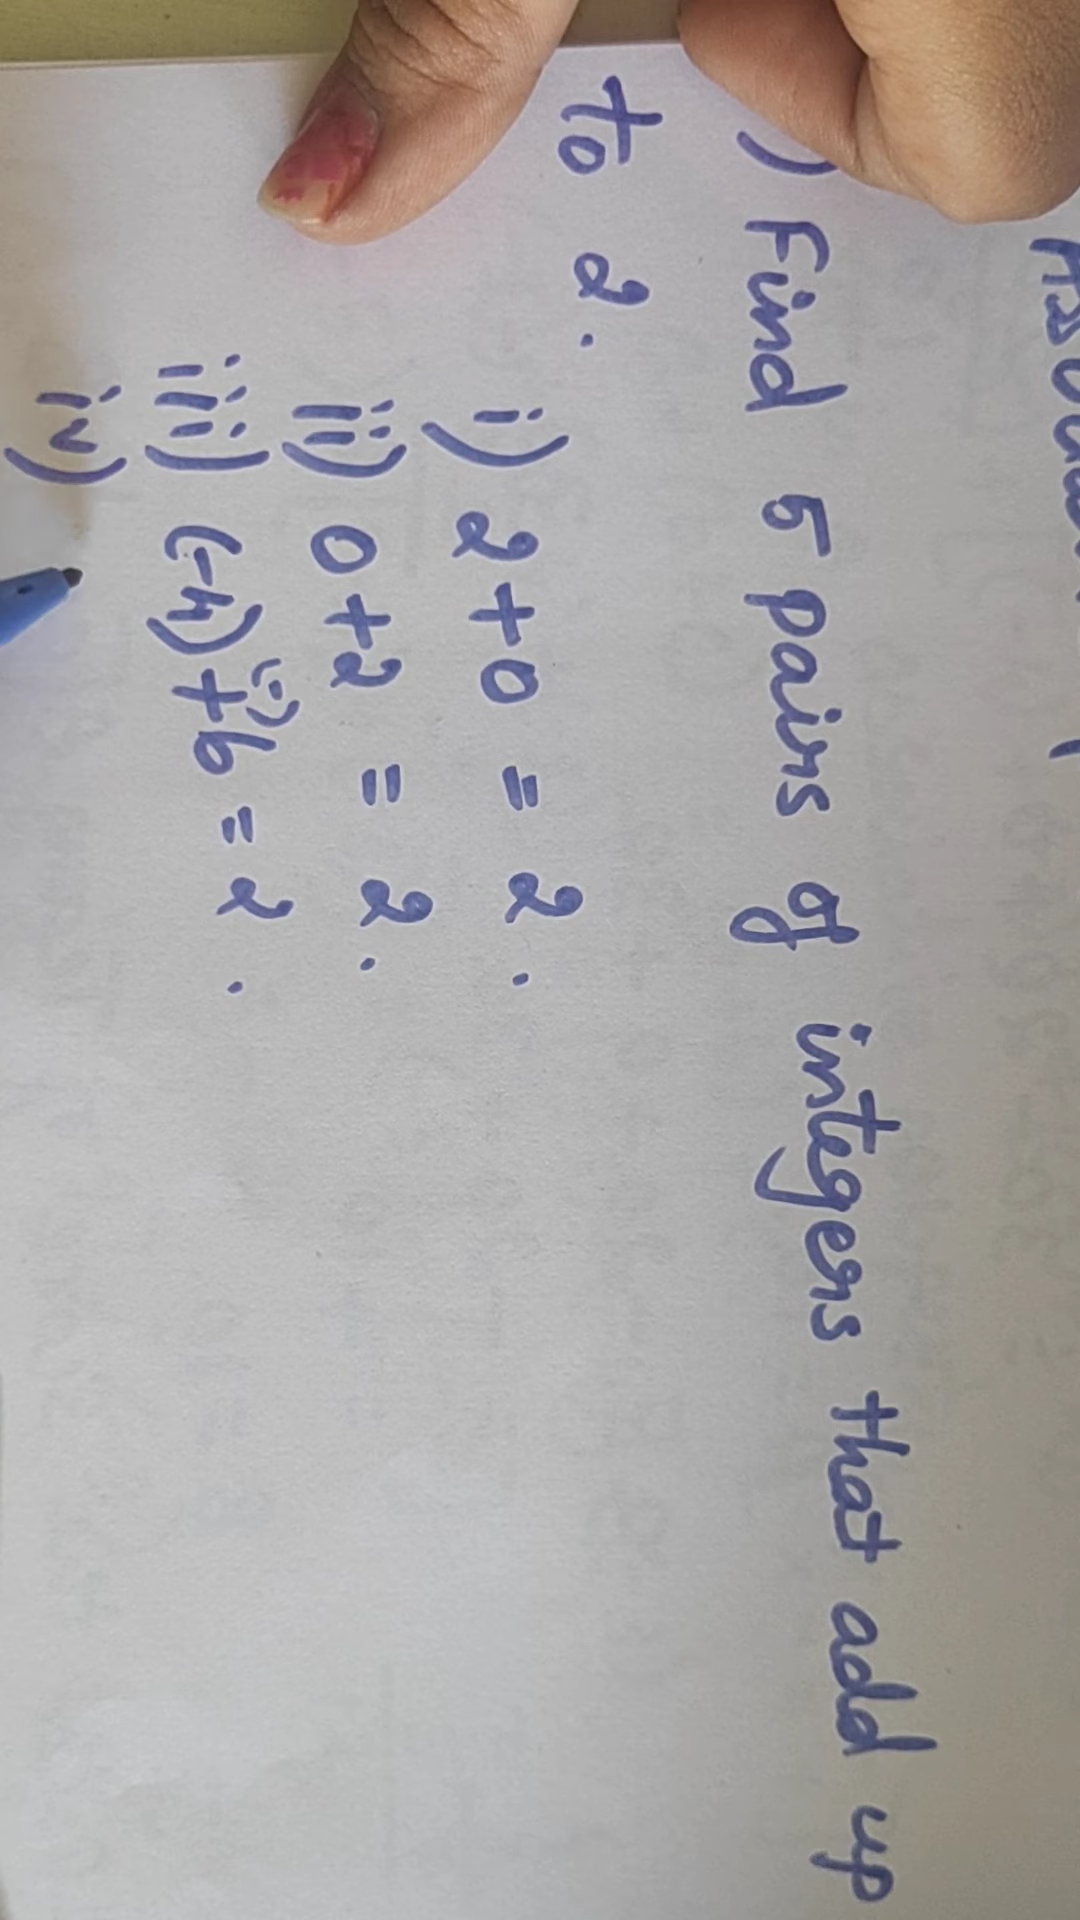 ) Find 5 pairs of integers that add up
to 2.
i) 2+0 = 2.
ii) 0+2 = 2.
(-)
iii) (-4)+6 = 2.
iv)